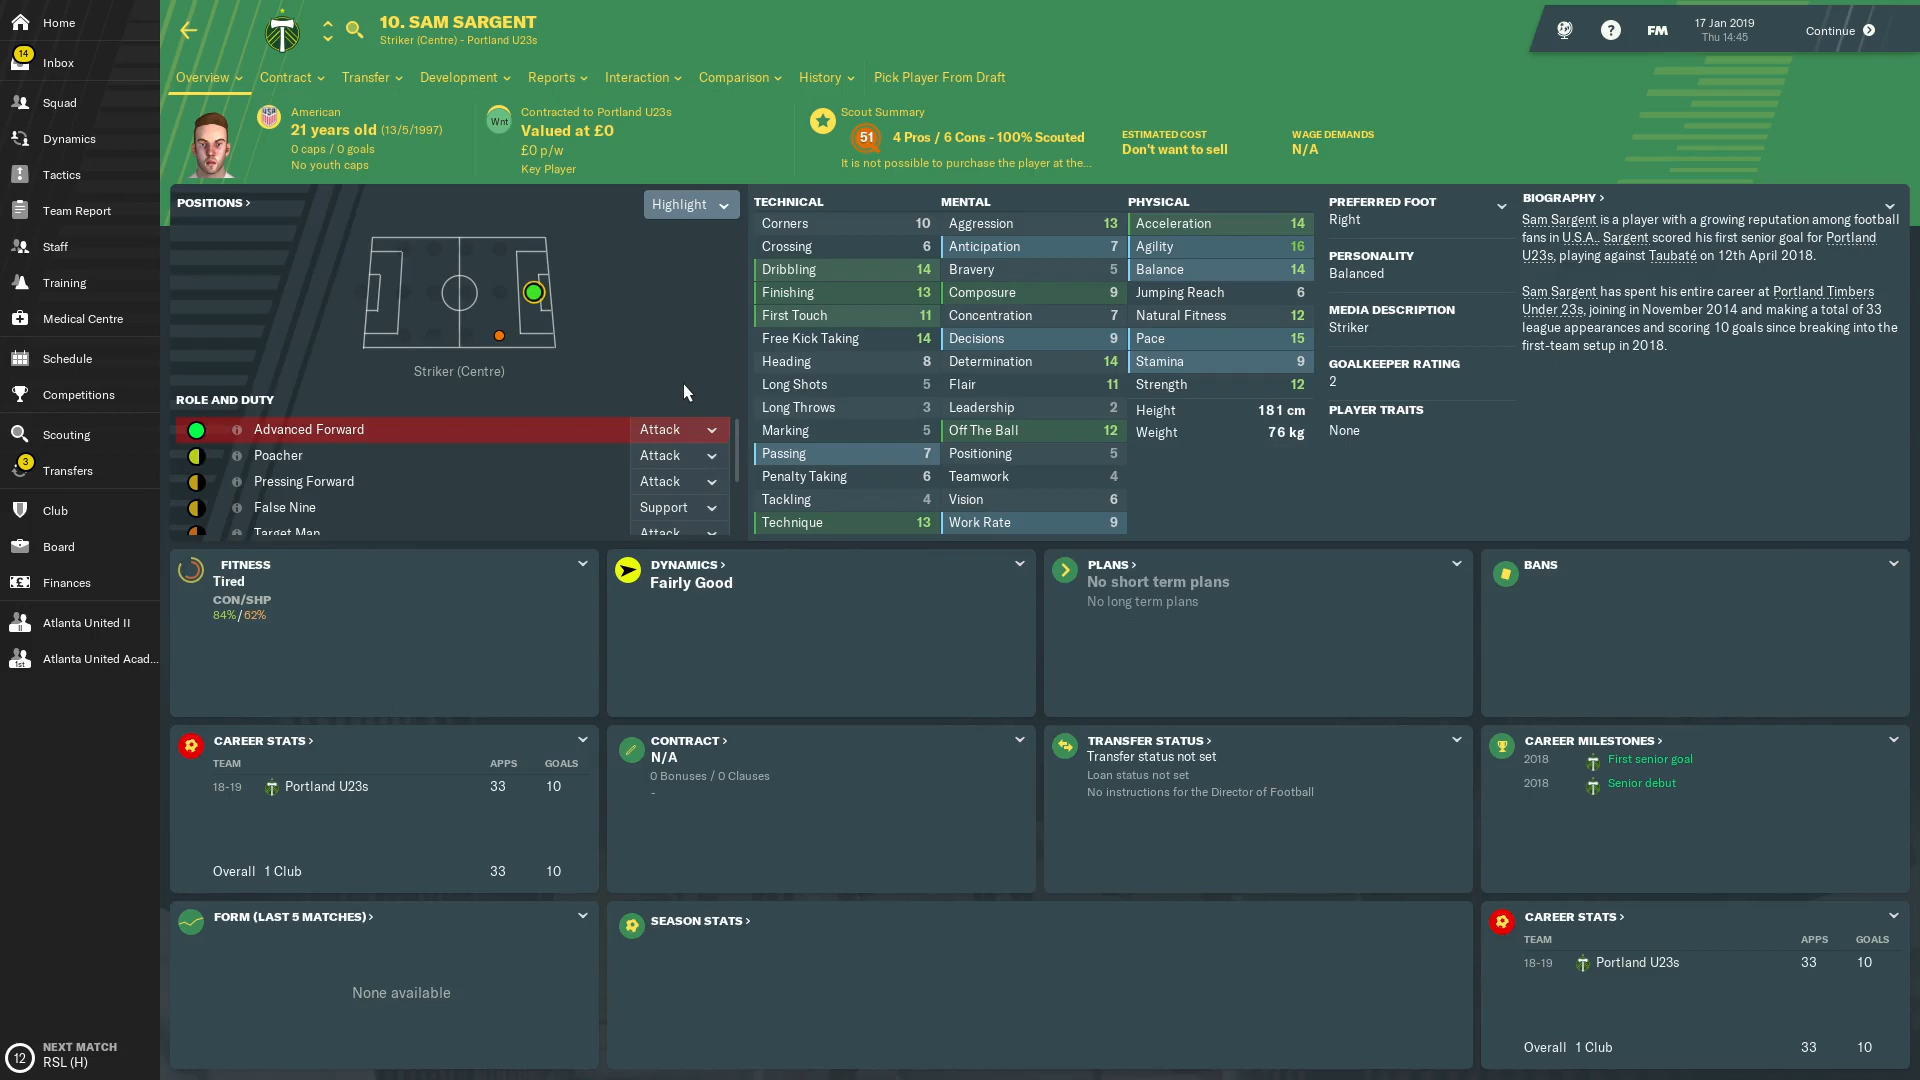 Home
14
Inbox
Squad
Dynamics
Tactics
Team Report
Staff
Training
Medical Centre
Schedule
Competitions
Scouting
3
Transfers
Club
Board
Finances
Atlanta United II
1st
Atlanta United Acad...
12
NEXT MATCH
RSL (H)
10. SAM SARGENT
Striker (Centre) - Portland U23s
?
FM
17 Jan 2019
Thu 14:45
Continue
Overview Contract Transfer Development Reports Interaction Comparison History Pick Player From Draft
American
21 years old (13/5/1997)
0 caps / 0 goals
No youth caps
Wnt
Contracted to Portland U23s
Valued at £0
£0 p/w
Key Player
Scout Summary
51
4 Pros / 6 Cons - 100% Scouted
It is not possible to purchase the player at the...
ESTIMATED COST
Don't want to sell
WAGE DEMANDS
N/A
POSITIONS >
Highlight
Striker (Centre)
ROLE AND DUTY
Advanced Forward Attack
Poacher Attack
Pressing Forward Attack
False Nine Support
Target Man Attack
TECHNICAL
Corners 10
Crossing 6
Dribbling 14
Finishing 13
First Touch 11
Free Kick Taking 14
Heading 8
Long Shots 5
Long Throws 3
Marking 5
Passing 7
Penalty Taking 6
Tackling 4
Technique 13
MENTAL
Aggression 13
Anticipation 7
Bravery 5
Composure 9
Concentration 7
Decisions 9
Determination 14
Flair 11
Leadership 2
Off The Ball 12
Positioning 5
Teamwork 4
Vision 6
Work Rate 9
PHYSICAL
Acceleration 14
Agility 16
Balance 14
Jumping Reach 6
Natural Fitness 12
Pace 15
Stamina 9
Strength 12
Height 181 cm
Weight 76 kg
PREFERRED FOOT
Right
PERSONALITY
Balanced
MEDIA DESCRIPTION
Striker
GOALKEEPER RATING
2
PLAYER TRAITS
None
BIOGRAPHY >
Sam Sargent is a player with a growing reputation among football
fans in U.S.A.. Sargent scored his first senior goal for Portland
U23s, playing against Taubaté on 12th April 2018.
Sam Sargent has spent his entire career at Portland Timbers
Under 23s, joining in November 2014 and making a total of 33
league appearances and scoring 10 goals since breaking into the
first-team setup in 2018.
FITNESS
Tired
CON/SHP
84% / 62%
DYNAMICS >
Fairly Good
PLANS >
No short term plans
No long term plans
BANS
CAREER STATS >
TEAM APPS GOALS
18-19 Portland U23s 33 10
Overall 1 Club 33 10
CONTRACT >
N/A
0 Bonuses / 0 Clauses
-
TRANSFER STATUS >
Transfer status not set
Loan status not set
No instructions for the Director of Football
CAREER MILESTONES >
2018 First senior goal
2018 Senior debut
FORM (LAST 5 MATCHES) >
None available
SEASON STATS >
CAREER STATS >
TEAM APPS GOALS
18-19 Portland U23s 33 10
Overall 1 Club 33 10